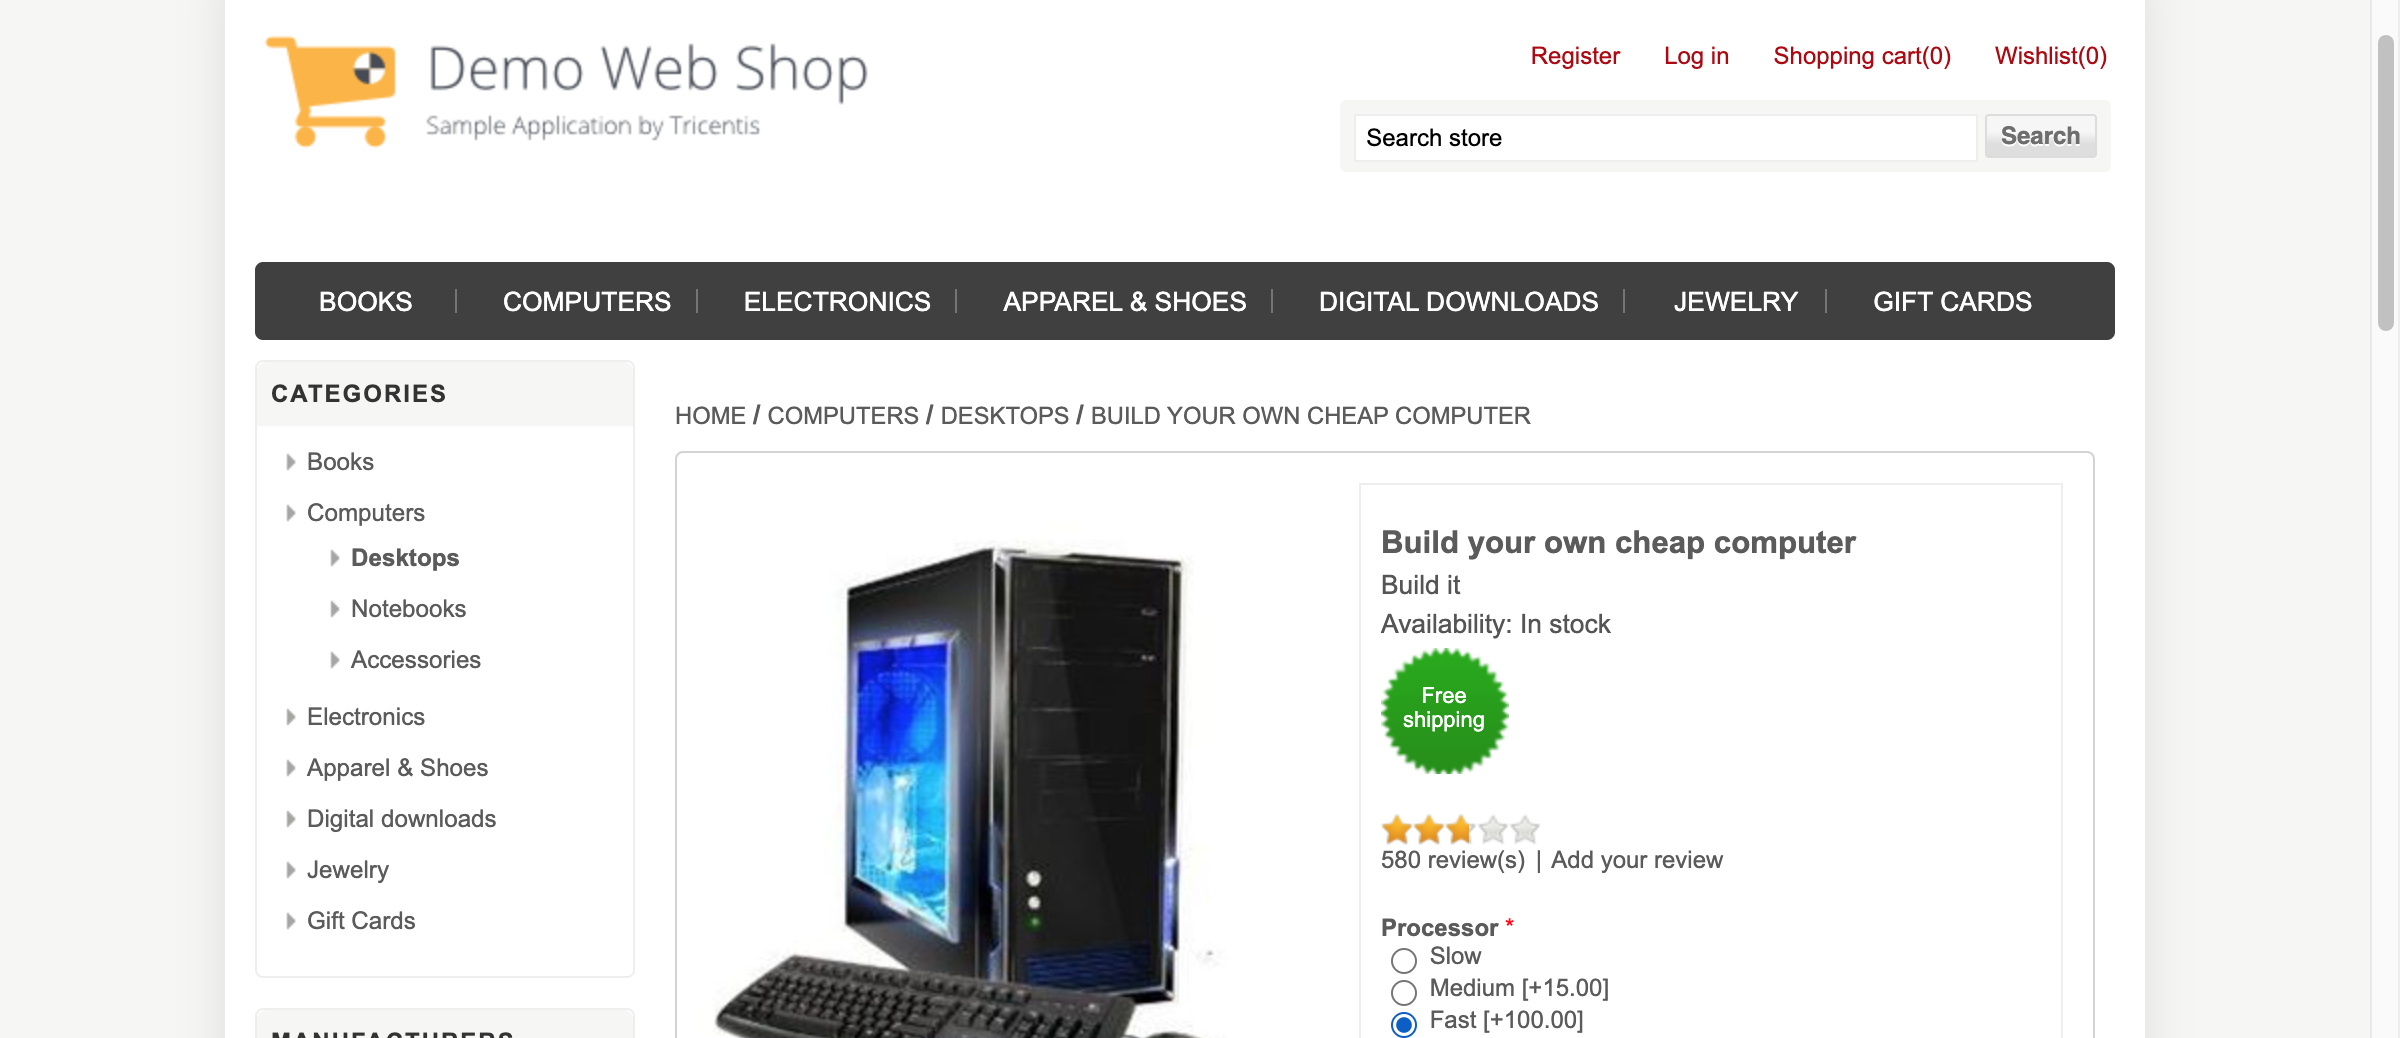 Demo Web Shop
Sample Application by Tricentis
Register Log in Shopping cart(0) Wishlist(0)
Search store Search
BOOKS COMPUTERS ELECTRONICS APPAREL & SHOES DIGITAL DOWNLOADS JEWELRY GIFT CARDS
CATEGORIES
Books
Computers
Desktops
Notebooks
Accessories
Electronics
Apparel & Shoes
Digital downloads
Jewelry
Gift Cards
MANUFACTURERS
HOME / COMPUTERS / DESKTOPS / BUILD YOUR OWN CHEAP COMPUTER
Build your own cheap computer
Build it
Availability: In stock
Free
shipping
580 review(s) | Add your review
Processor *
Slow
Medium [+15.00]
Fast [+100.00]